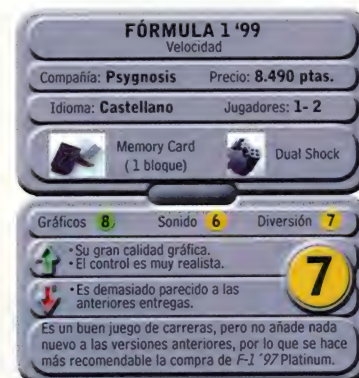 FÓRMULA 1 '99
Velocidad
Compañía: Psygnosis Precio: 8.490 ptas.
Idioma: Castellano Jugadores: 1- 2
Memory Card
( 1 bloque)
Dual Shock
Gráficos 8 Sonido 6 Diversión 7
•Su gran calidad gráfica.
•El control es muy realista.
•Es demasiado parecido a las
anteriores entregas.
7
Es un buen juego de carreras, pero no añade nada
nuevo a las versiones anteriores, por lo que se hace
más recomendable la compra de F-1 ´97 Platinum.